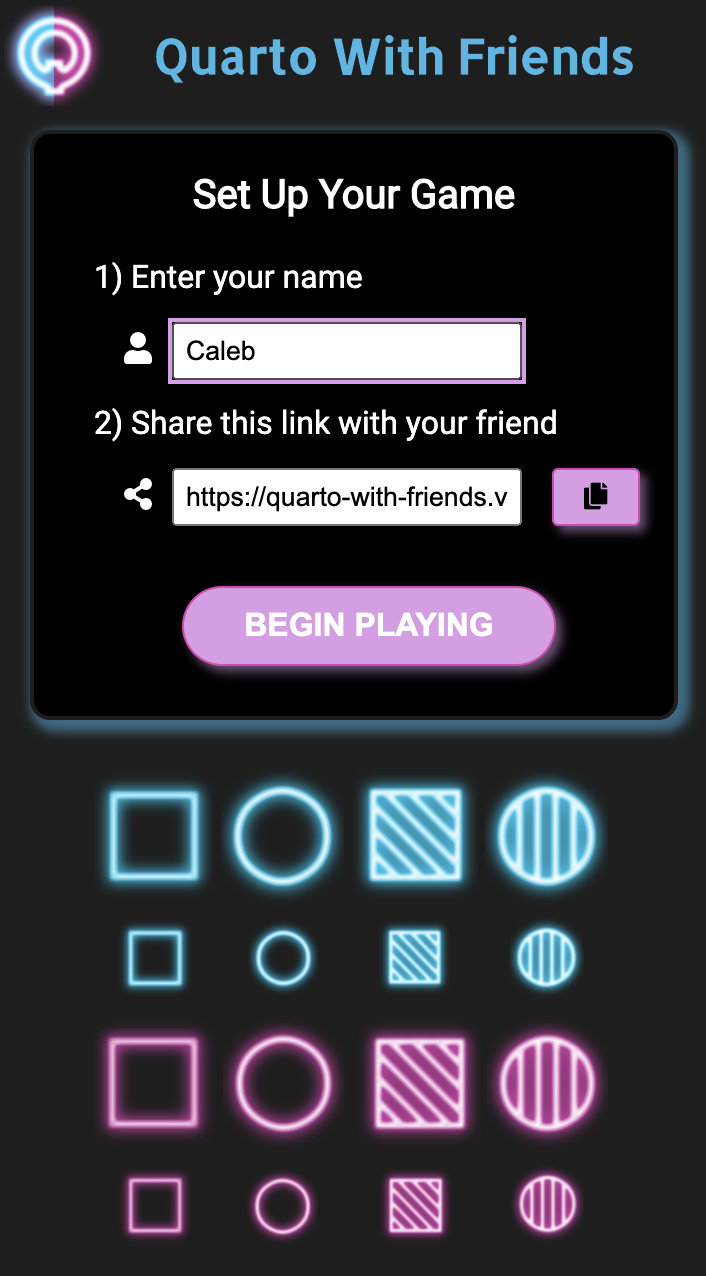 Quarto With Friends
Set Up Your Game
1) Enter your name
Caleb
2) Share this link with your friend
https://quarto-with-friends.v
BEGIN PLAYING